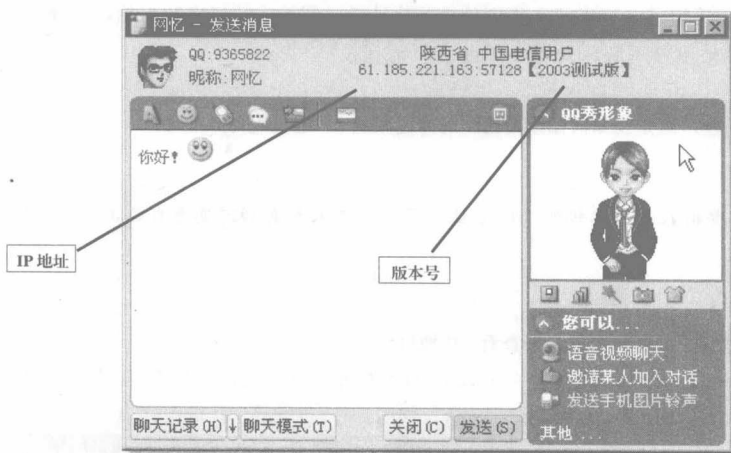 网忆 - 发送消息
QQ:9365822
昵称:网忆
陕西省 中国电信用户
61.185.221.163:57128【2003测试版】
QQ秀形象
你好!
IP 地址
版本号
您可以...
语音视频聊天
邀请某人加入对话
发送手机图片铃声
其他 ...
聊天记录(H) ↓ 聊天模式(T) 关闭(C) 发送(S)